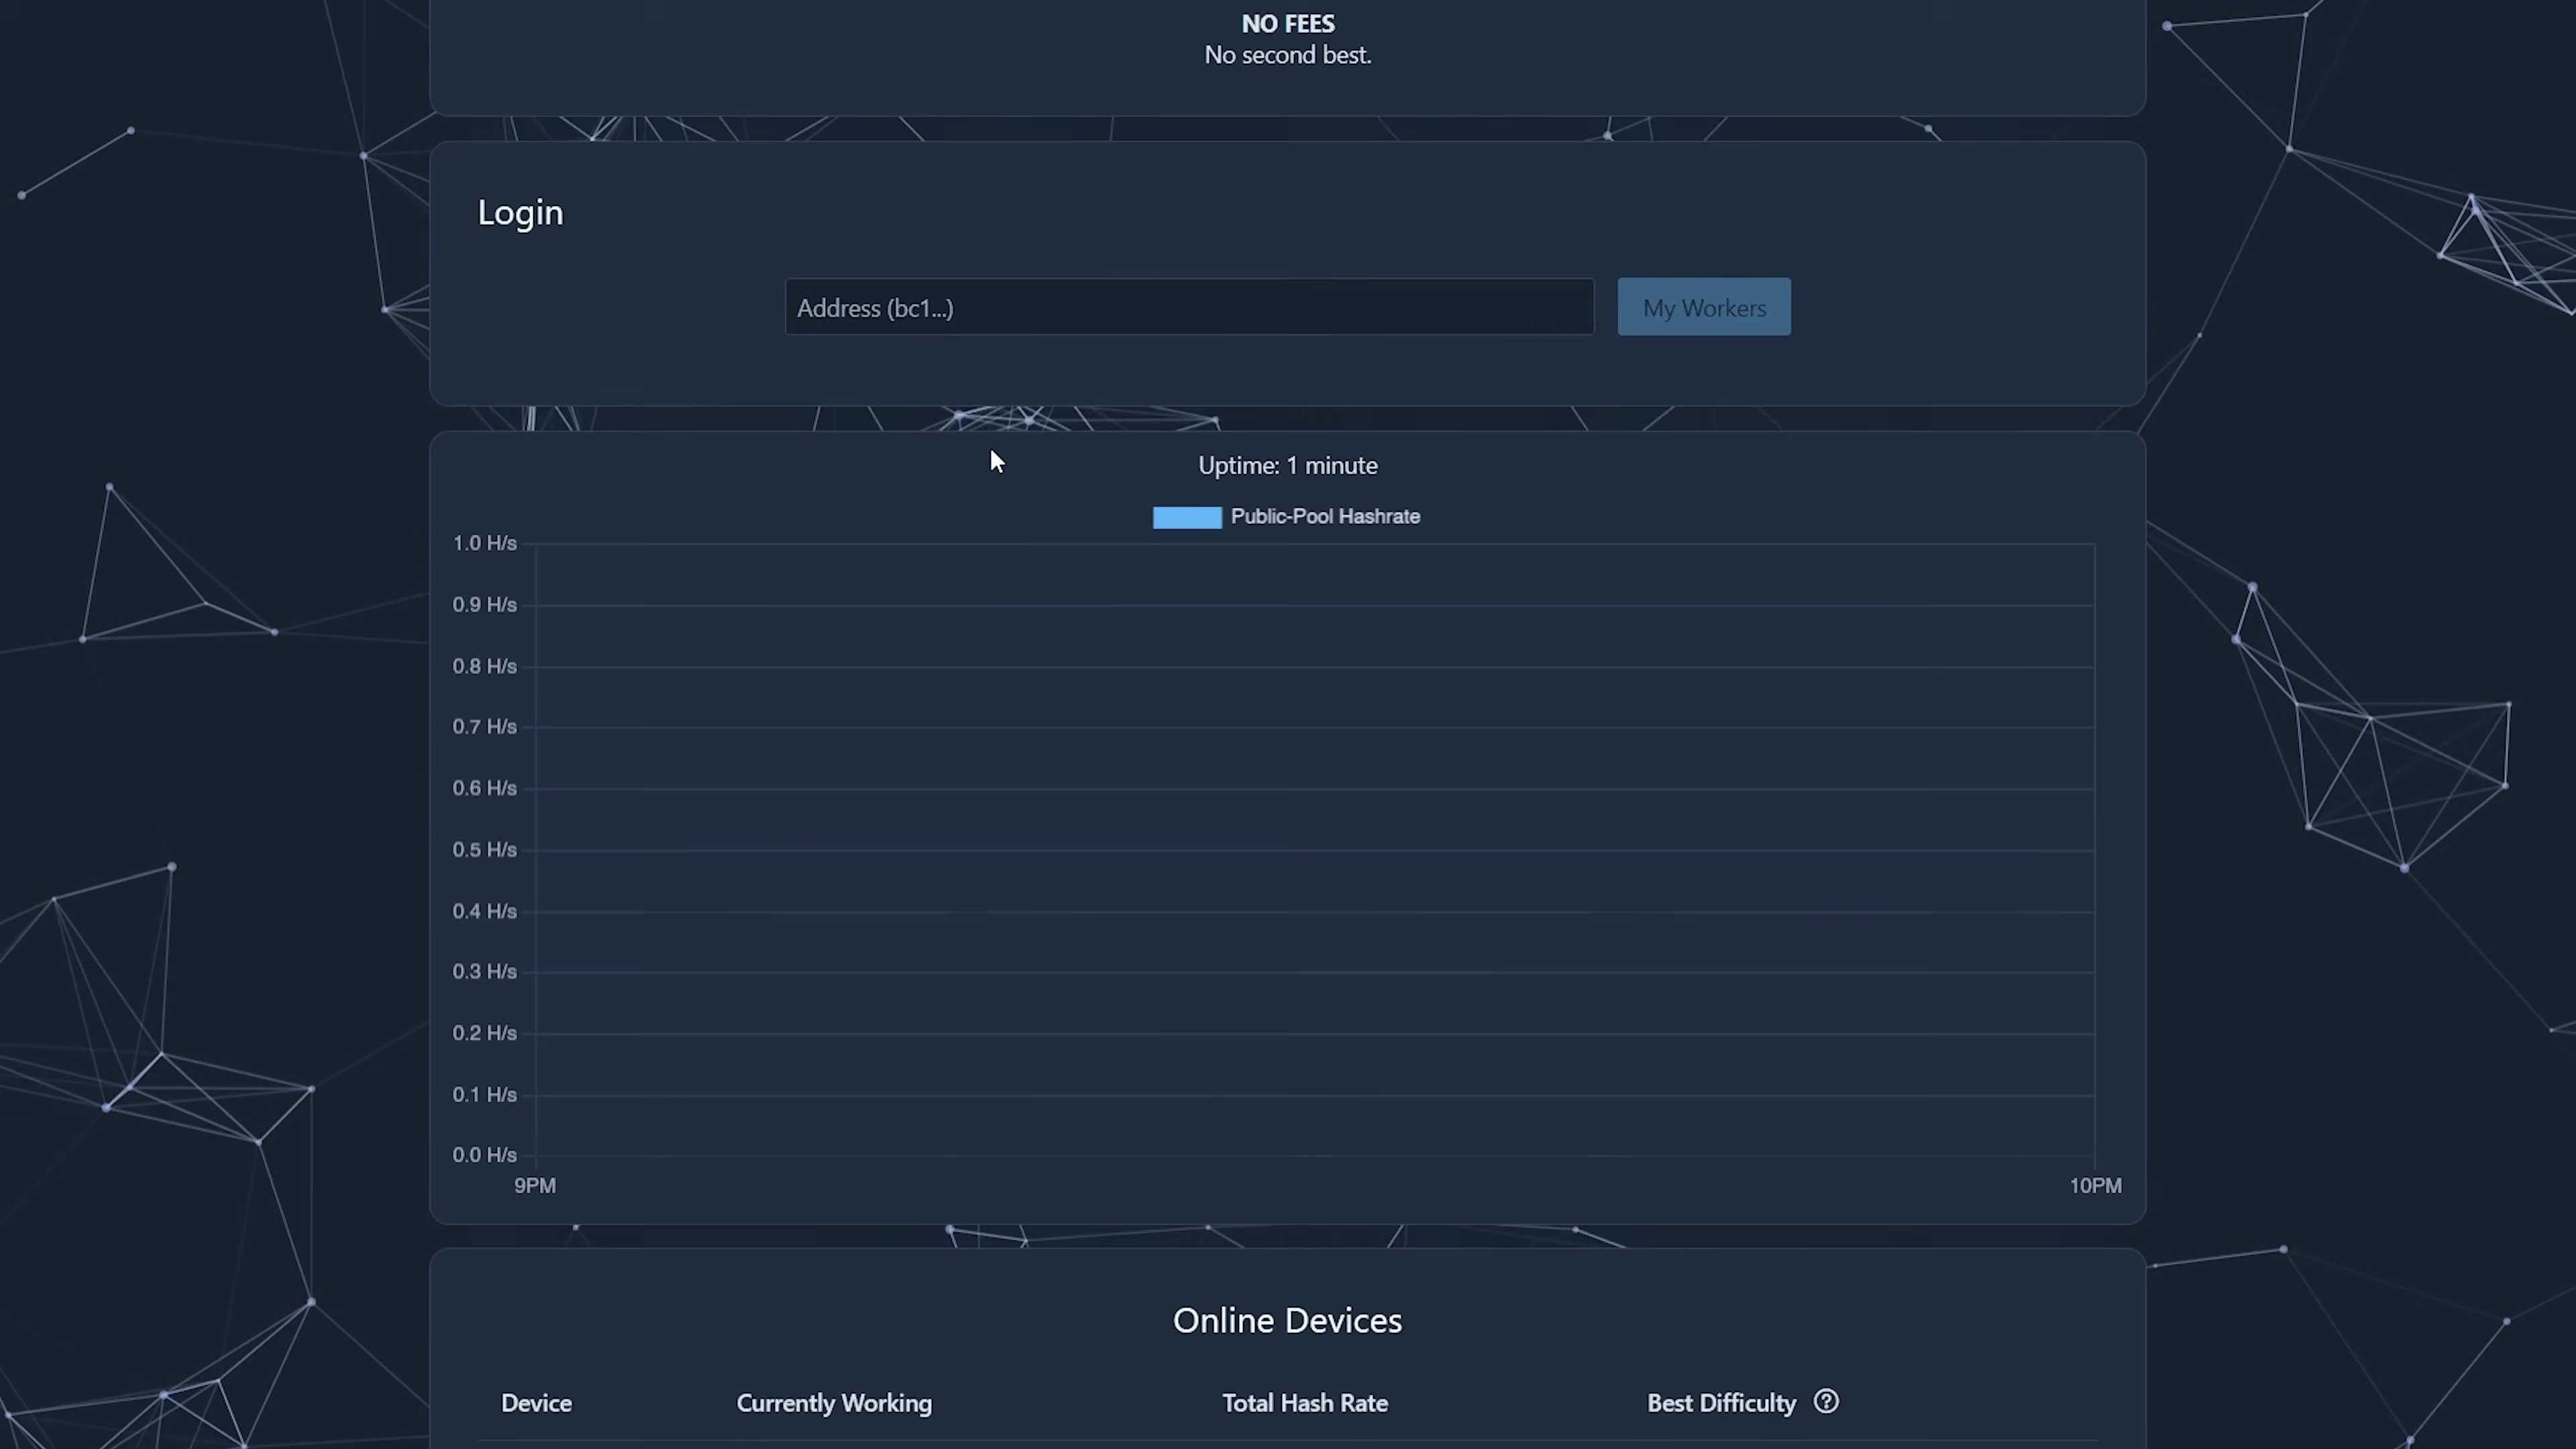 NO FEES
No second best.
Login
Address (bc1...)
My Workers
Uptime: 1 minute
Public-Pool Hashrate
1.0 H/s
0.9 H/s
0.8 H/s
0.7 H/s
0.6 H/s
0.5 H/s
0.4 H/s
0.3 H/s
0.2 H/s
0.1 H/s
0.0 H/s
9PM
10PM
Online Devices
Device
Currently Working
Total Hash Rate
Best Difficulty ?